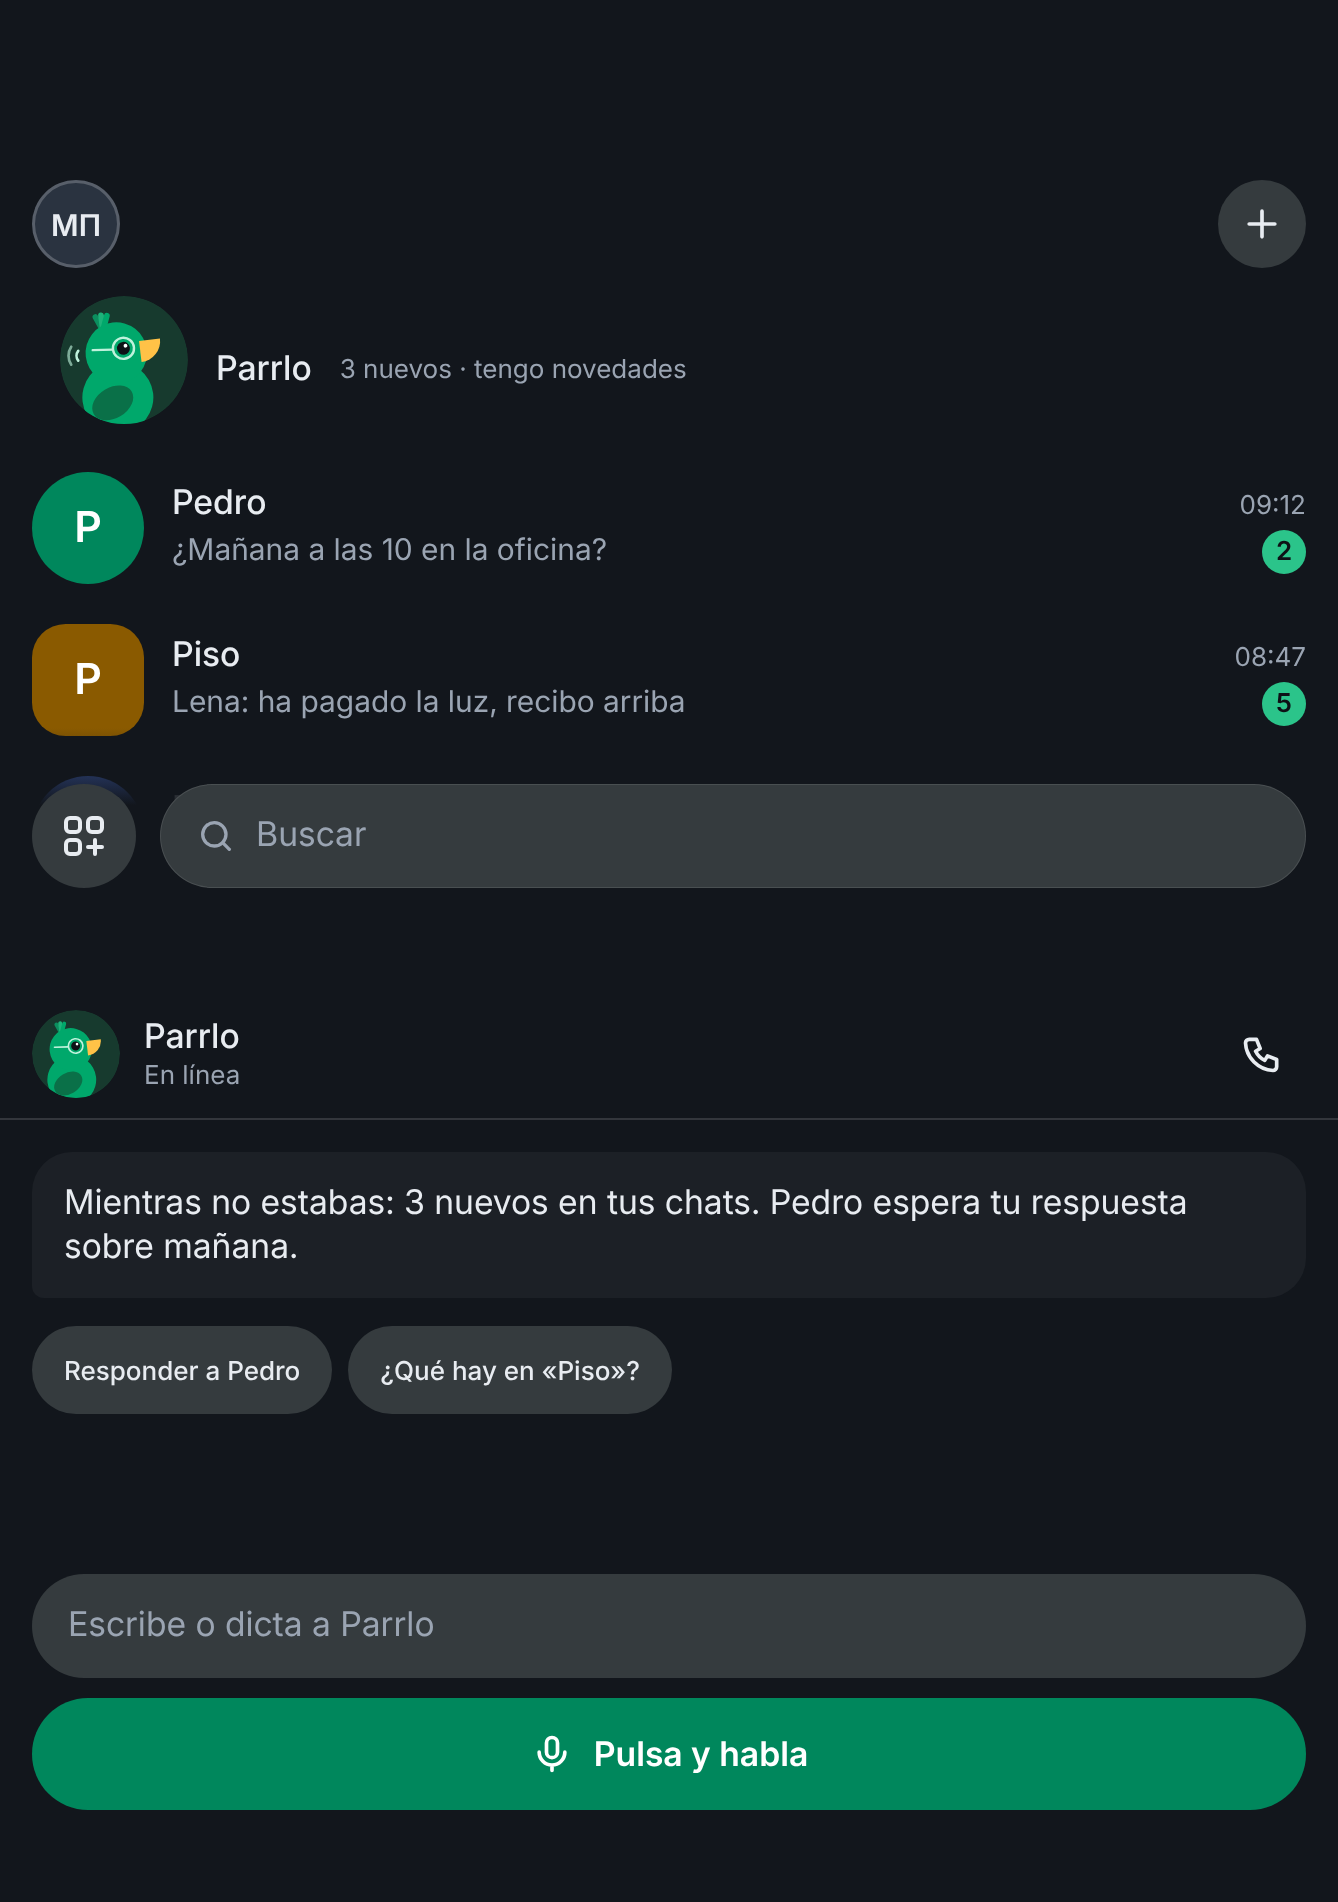 МП
Parrlo 3 nuevos · tengo novedades
P
Pedro
09:12
¿Mañana a las 10 en la oficina?
2
P
Piso
08:47
Lena: ha pagado la luz, recibo arriba
5
Buscar
Parrlo
En línea
Mientras no estabas: 3 nuevos en tus chats. Pedro espera tu respuesta
sobre mañana.
Responder a Pedro
¿Qué hay en «Piso»?
Escribe o dicta a Parrlo
Pulsa y habla